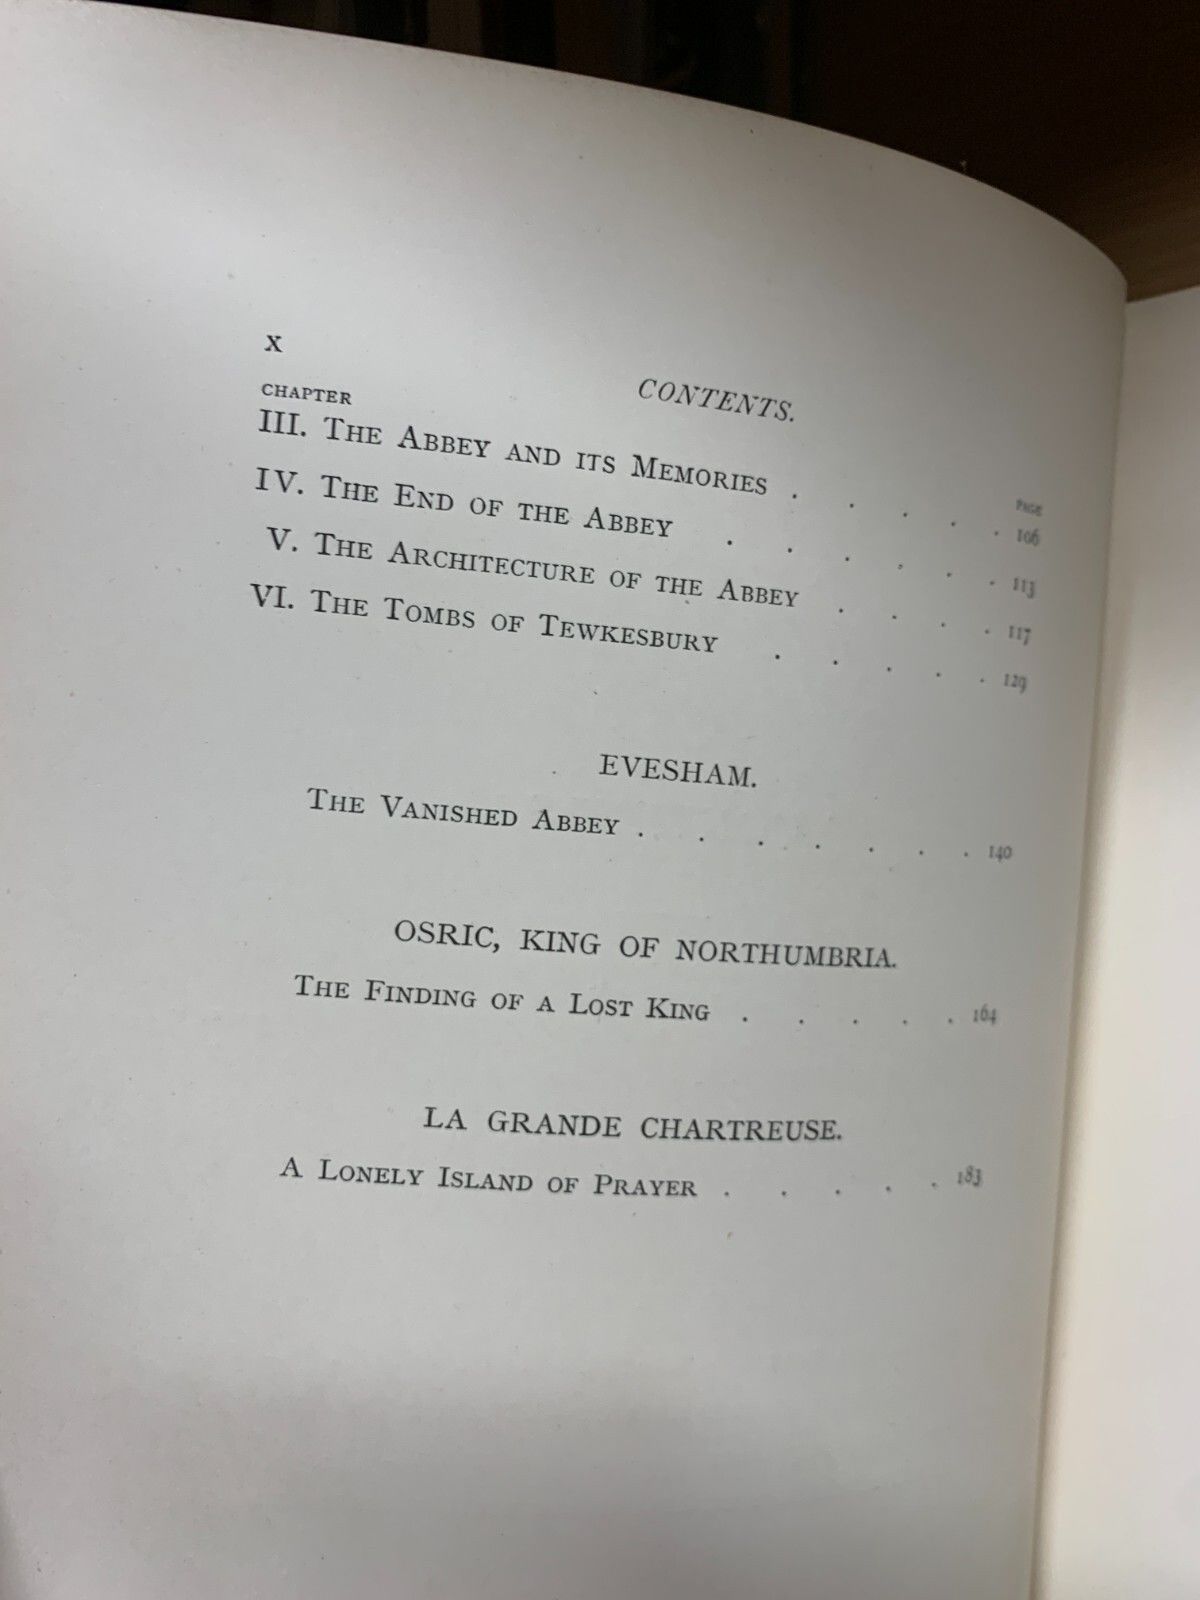 x
CONTENTS.
CHAPTER PAGE
III. THE ABBEY AND ITS MEMORIES . . . . . 106
IV. THE END OF THE ABBEY . . . . . . 113
V. THE ARCHITECTURE OF THE ABBEY . . . . 117
VI. THE TOMBS OF TEWKESBURY . . . . . 129
EVESHAM.
THE VANISHED ABBEY . . . . . . . 140
OSRIC, KING OF NORTHUMBRIA.
THE FINDING OF A LOST KING . . . . . 164
LA GRANDE CHARTREUSE.
A LONELY ISLAND OF PRAYER . . . . . 183